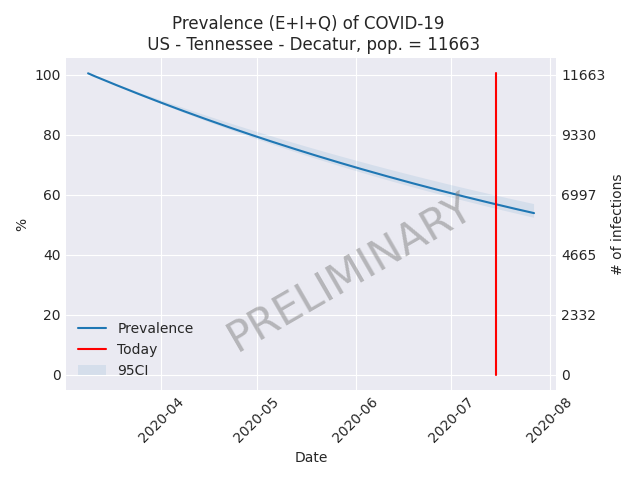 Prevalence (E+I+Q) of COVID-19
US - Tennessee - Decatur, pop. = 11663
100
80
60
40
20
0
%
11663
9330
6997
4665
2332
0
# of infections
PRELIMINARY
Prevalence
Today
95CI
2020-04
2020-05
2020-06
2020-07
2020-08
Date